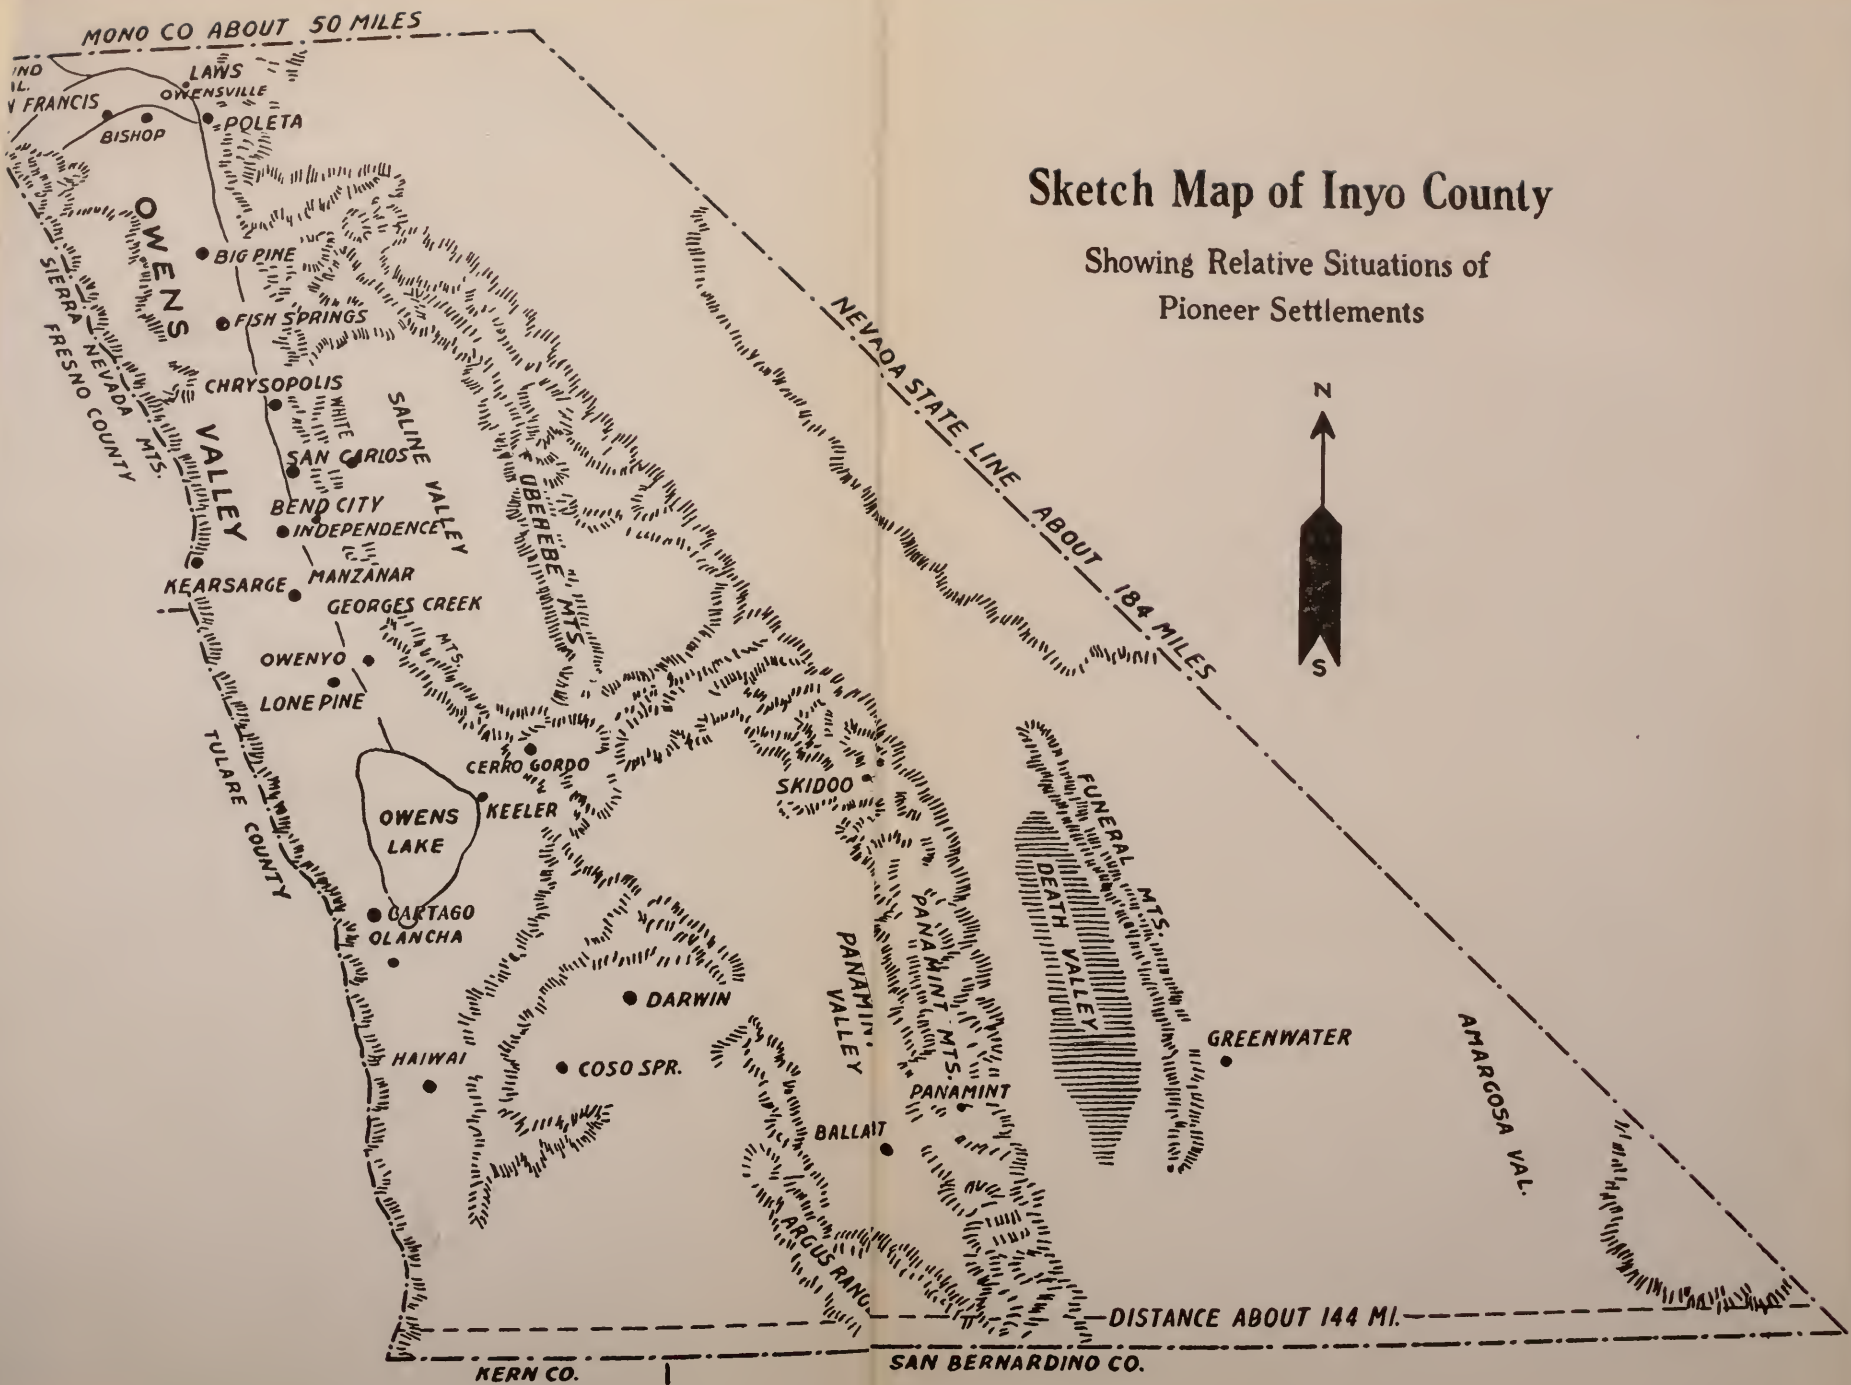 MONO CO ABOUT 50 MILES
LAWS
OWENSVILLE
FRANCIS
BISHOP
POLETA
Sketch Map of Inyo County
Showing Relative Situations of
Pioneer Settlements
N
S
OWENS VALLEY
BIG PINE
FISH SPRINGS
SIERRA NEVADA MTS.
FRESNO COUNTY
NEVADA STATE LINE ABOUT 184 MILES
CHRYSOPOLIS
WHITE
MTS.
SALINE VALLEY
SAN CARLOS
BEND CITY
INDEPENDENCE
UBEHEBE MTS.
KEARSARGE
MANZANAR
GEORGES CREEK
OWENYO
LONE PINE
TULARE COUNTY
CERRO GORDO
KEELER
OWENS
LAKE
SKIDOO
FUNERAL MTS.
DEATH VALLEY
CARTAGO
OLANCHA
PANAMINT MTS.
VALLEY
DARWIN
HAIWAI
COSO SPR.
GREENWATER
AMARGOSA VAL.
PANAMINT
BALLAIT
ARGUS RANG
DISTANCE ABOUT 144 MI.
KERN CO.
SAN BERNARDINO CO.